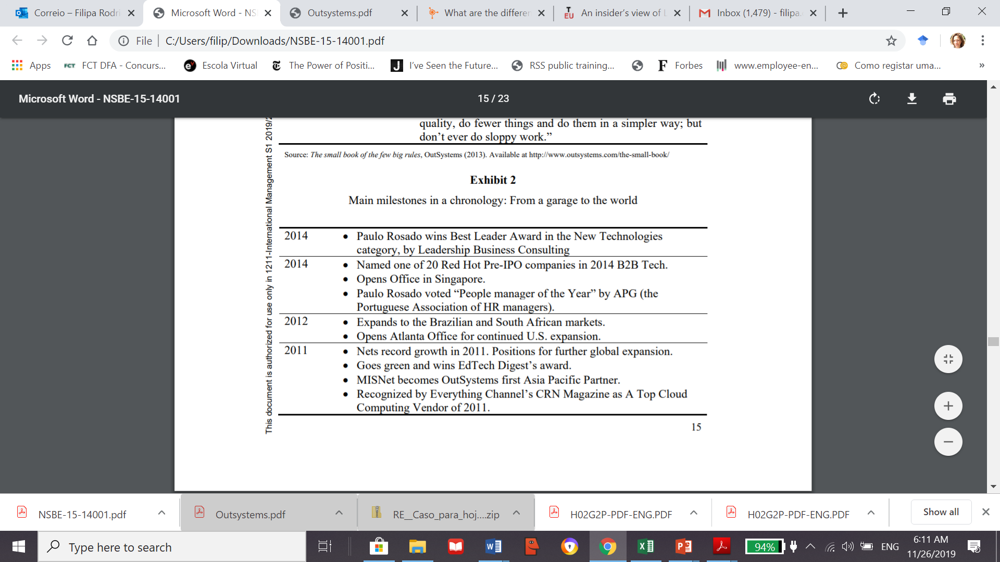 Correio – Filipa Rodri
Microsoft Word - NS
Outsystems.pdf
What are the differen
An insider's view of L
Inbox (1,479) - filipa.
File
C:/Users/filip/Downloads/NSBE-15-14001.pdf
Apps
FCT DFA - Concurs...
Escola Virtual
The Power of Positi...
I've Seen the Future...
RSS public training...
Forbes
www.employee-en...
Como registar uma...
»
Microsoft Word - NSBE-15-14001
15 / 23
This document is authorized for use only in 1211-International Management S1 2019/2
quality, do fewer things and do them in a simpler way; but
don't ever do sloppy work.”
Source: The small book of the few big rules, OutSystems (2013). Available at http://www.outsystems.com/the-small-book/
Exhibit 2
Main milestones in a chronology: From a garage to the world
2014
• Paulo Rosado wins Best Leader Award in the New Technologies
category, by Leadership Business Consulting
2014
• Named one of 20 Red Hot Pre-IPO companies in 2014 B2B Tech.
• Opens Office in Singapore.
• Paulo Rosado voted “People manager of the Year” by APG (the
Portuguese Association of HR managers).
2012
• Expands to the Brazilian and South African markets.
• Opens Atlanta Office for continued U.S. expansion.
2011
• Nets record growth in 2011. Positions for further global expansion.
• Goes green and wins EdTech Digest's award.
• MISNet becomes OutSystems first Asia Pacific Partner.
• Recognized by Everything Channel's CRN Magazine as A Top Cloud
Computing Vendor of 2011.
15
NSBE-15-14001.pdf
Outsystems.pdf
RE__Caso_para_hoj....zip
H02G2P-PDF-ENG.PDF
H02G2P-PDF-ENG.PDF
Show all
Type here to search
94%
ENG
6:11 AM
11/26/2019